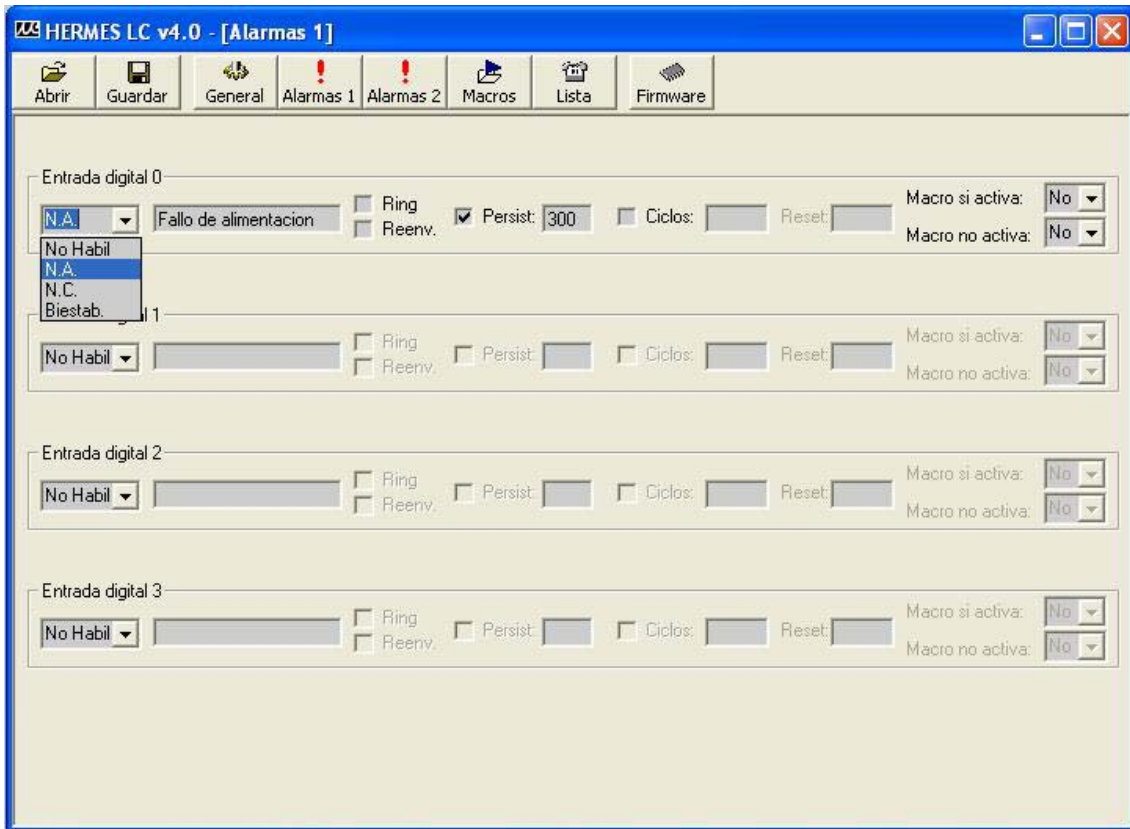 HERMES LC v4.0 - [Alarmas 1]
Abrir Guardar General Alarmas 1 Alarmas 2 Macros Lista Firmware
Entrada digital 0
N.A. Fallo de alimentacion Ring Reenv. Persist: 300 Ciclos: Reset: Macro si activa: No
Macro no activa: No
No Habil
N.A.
N.C.
Biestab.
1
No Habil Ring Reenv. Persist: Ciclos: Reset: Macro si activa: No
Macro no activa: No
Entrada digital 2
No Habil Ring Reenv. Persist: Ciclos: Reset: Macro si activa: No
Macro no activa: No
Entrada digital 3
No Habil Ring Reenv. Persist: Ciclos: Reset: Macro si activa: No
Macro no activa: No